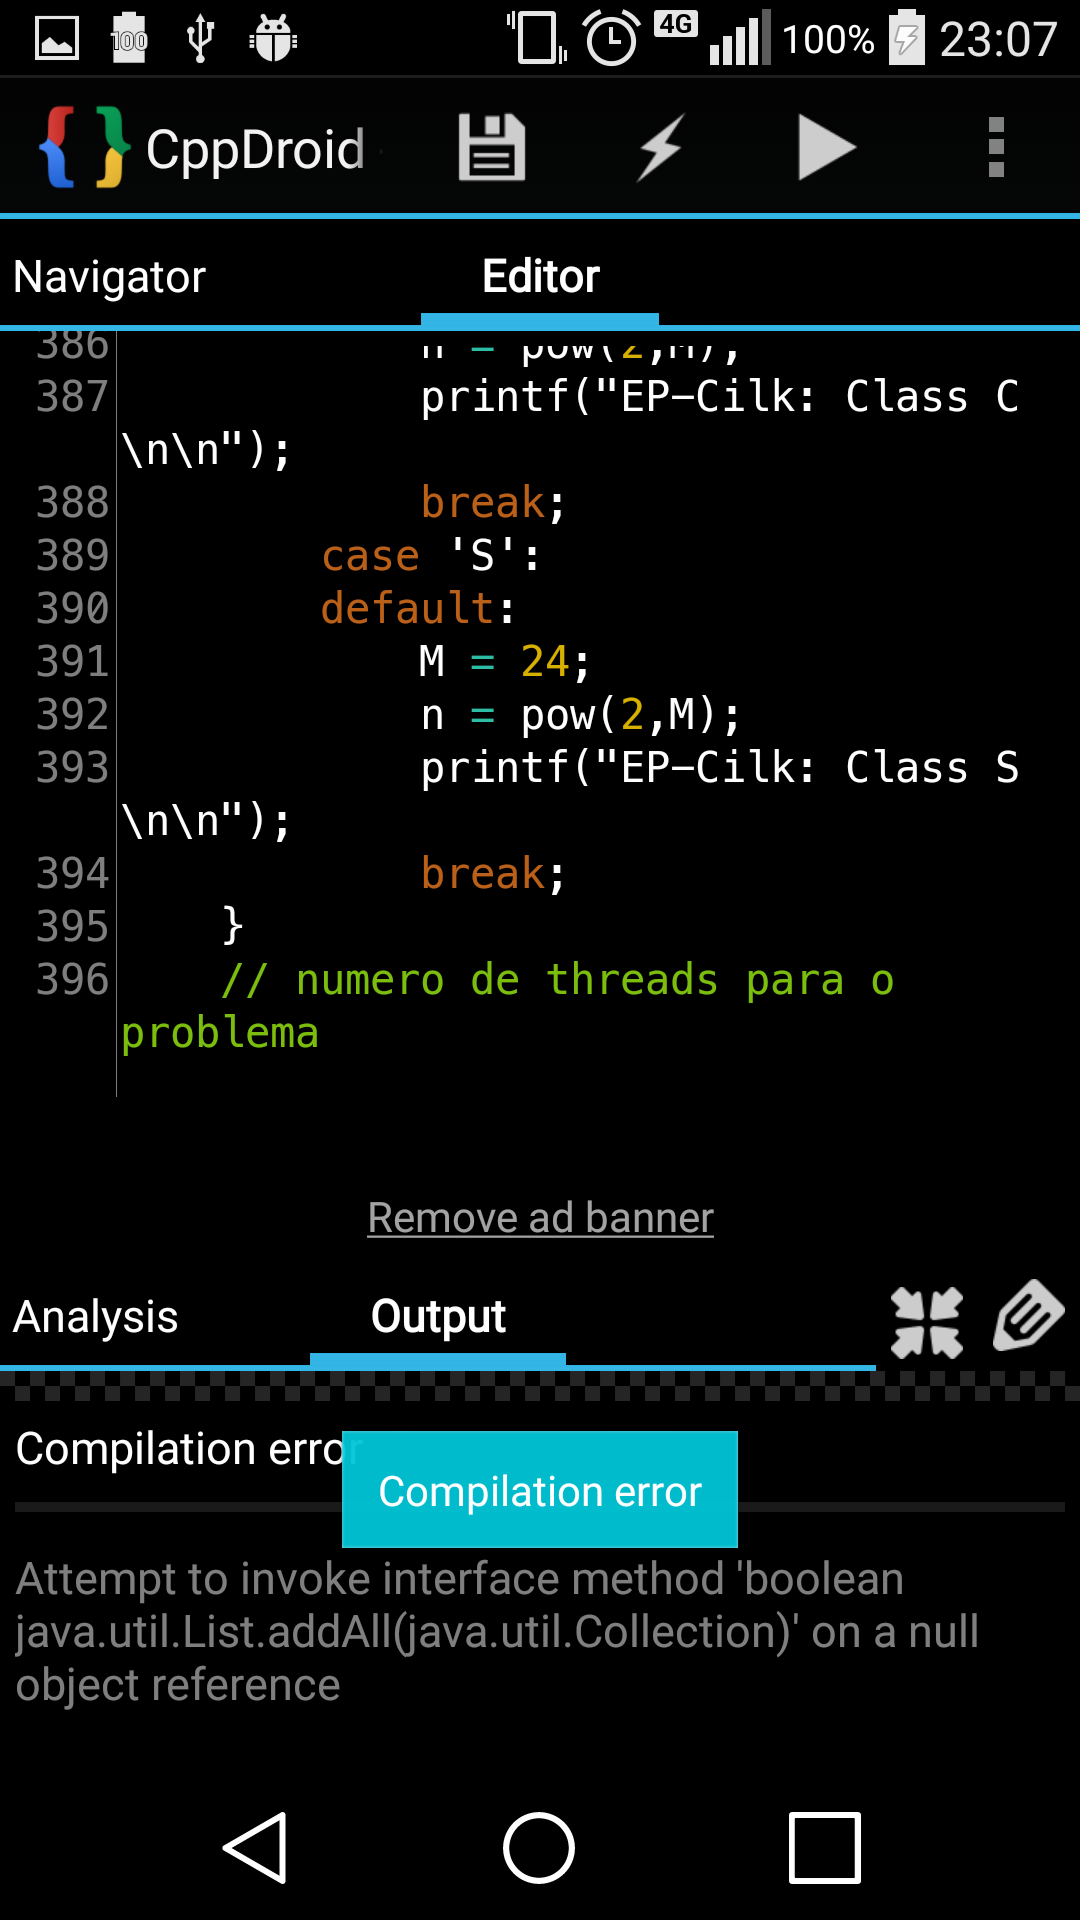 100
4G
100%
23:07
CppDroid
Navigator
Editor
386 n = pow(2,M);
387 printf("EP-Cilk: Class C
\n\n");
388 break;
389 case 'S':
390 default:
391 M = 24;
392 n = pow(2,M);
393 printf("EP-Cilk: Class S
\n\n");
394 break;
395 }
396 // numero de threads para o
problema
Remove ad banner
Analysis
Output
Compilation error
Compilation error
Attempt to invoke interface method 'boolean
java.util.List.addAll(java.util.Collection)' on a null
object reference